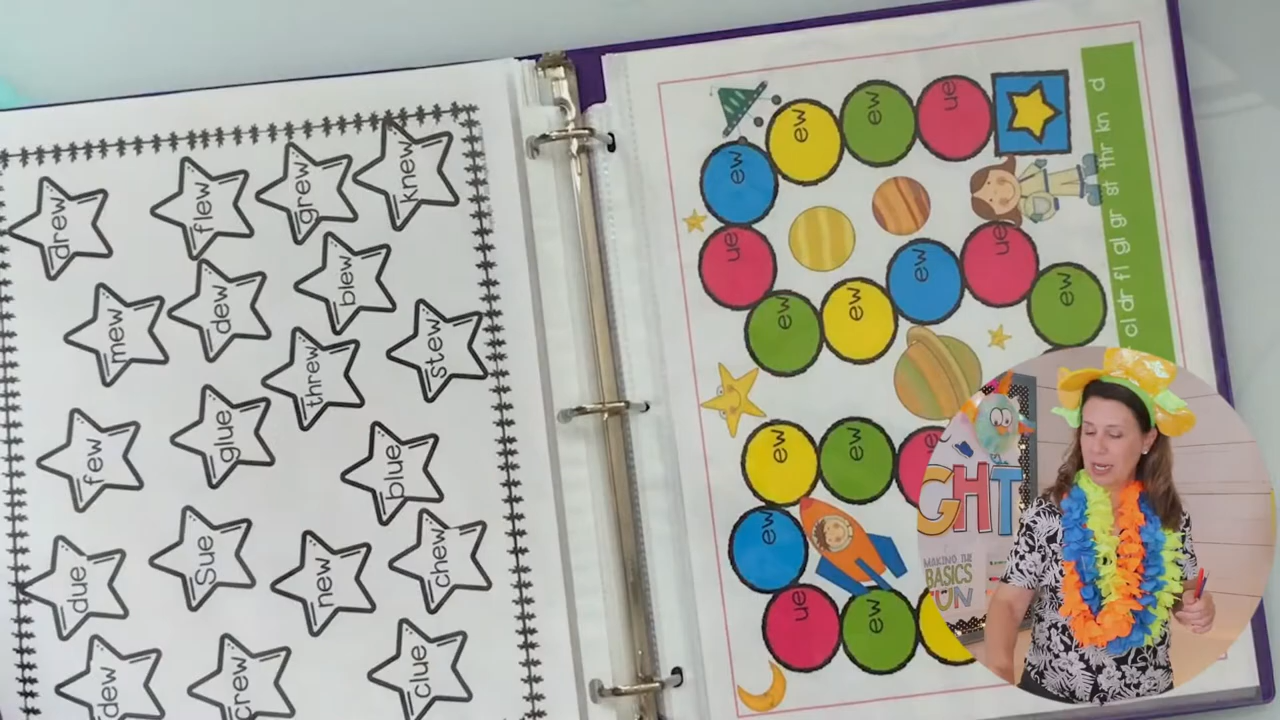 drew
flew
grew
knew
mew
dew
blew
threw
stew
few
glue
blue
due
Sue
new
chew
dew
crew
clue
ew
ew
ew
ue
ue
ew
ew
ew
ue
ew
ew
ew
ue
ew
ue
ew
cl dr fl gl gr st thr kn d
GHT
MAKING THE
BASICS
FUN